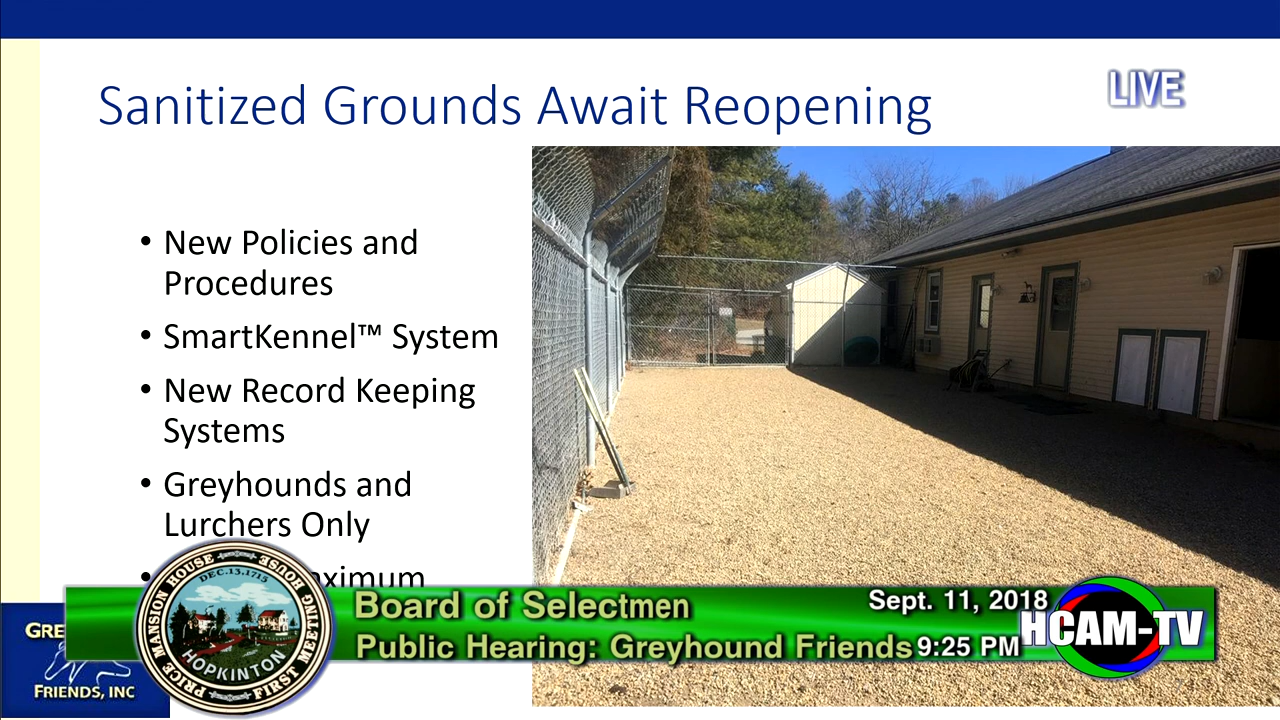 Sanitized Grounds Await Reopening
LIVE
• New Policies and
Procedures
• SmartKennel™ System
• New Record Keeping
Systems
• Greyhounds and
Lurchers Only
•
GRE
FRIENDS, INC
PRICE MANSION HOUSE
FIRST MEETING HOUSE
DEC.13.1715
HOPKINTON
Board of Selectmen
Sept. 11, 2018
Public Hearing: Greyhound Friends
9:25 PM
HCAM-TV